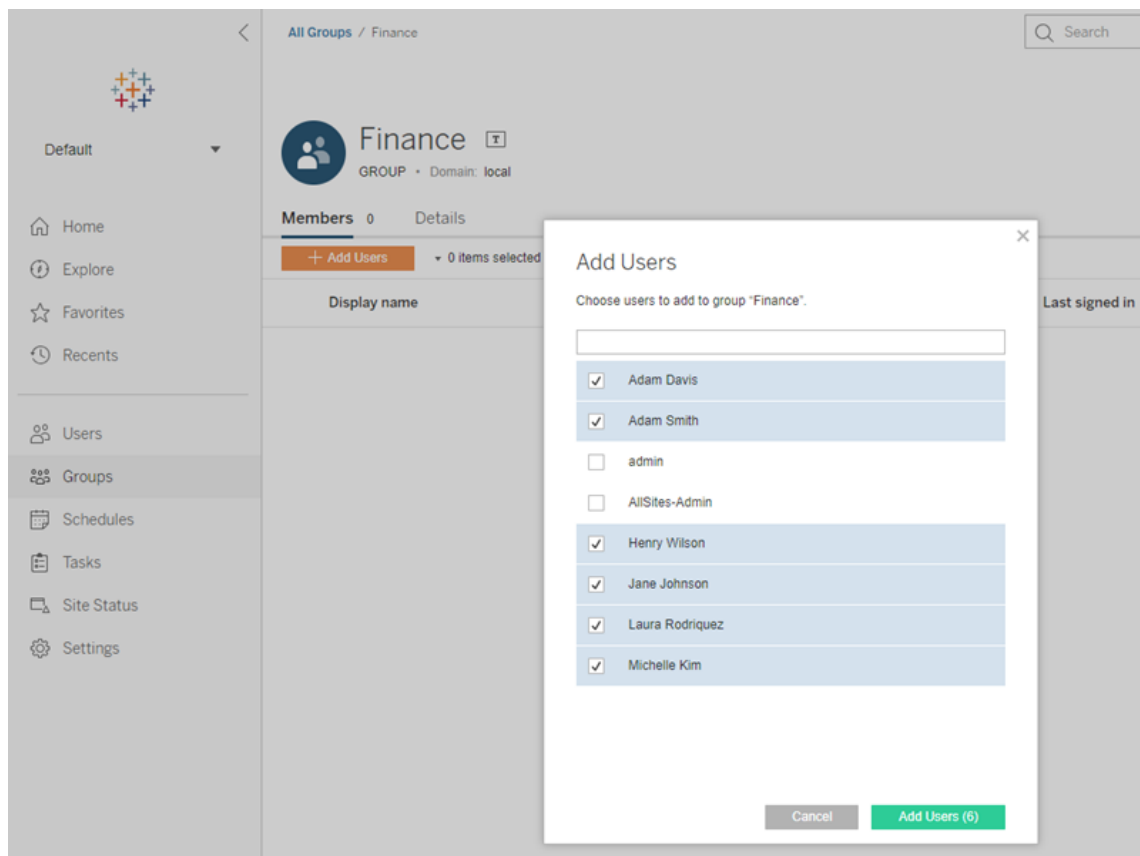 All Groups / Finance
Search
Default
Finance T
GROUP • Domain: local
Home
Explore
Favorites
Recents
Users
Groups
Schedules
Tasks
Site Status
Settings
Members 0 Details
+ Add Users 0 items selected
Display name
Last signed in
×
Add Users
Choose users to add to group “Finance”.
Adam Davis
Adam Smith
admin
AllSites-Admin
Henry Wilson
Jane Johnson
Laura Rodriquez
Michelle Kim
Cancel Add Users (6)